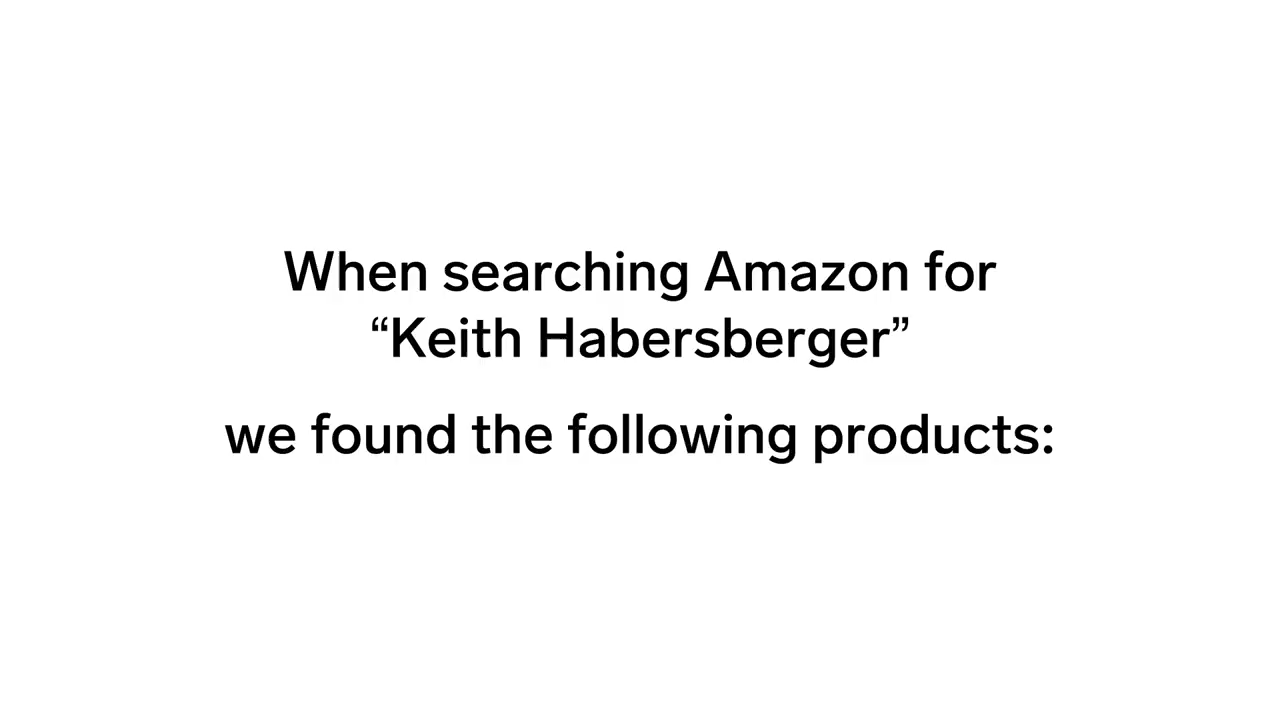 When searching Amazon for
“Keith Habersberger”
we found the following products: